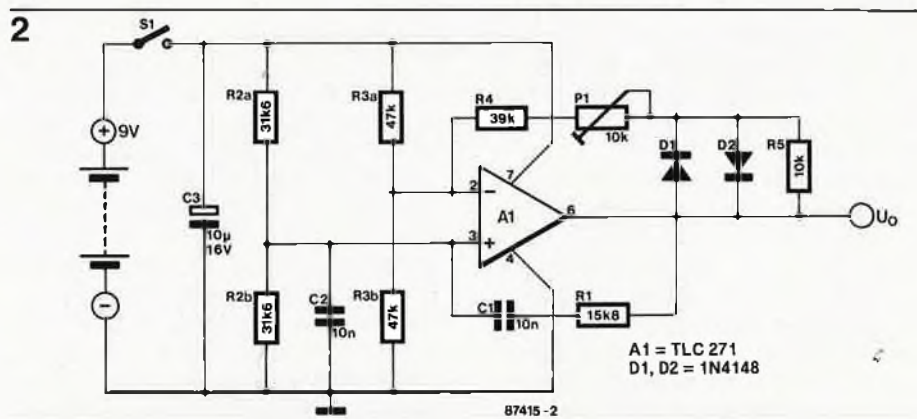 2
S1
+ 9V
−
C3
10µ
16V
R2a
31k6
R2b
31k6
C2
10n
R3a
47k
R3b
47k
R4
39k
P1
10k
2
−
3
+
A1
7
4
6
C1
10n
R1
15k8
D1
D2
R5
10k
Uo
A1 = TLC 271
D1, D2 = 1N4148
87415 - 2